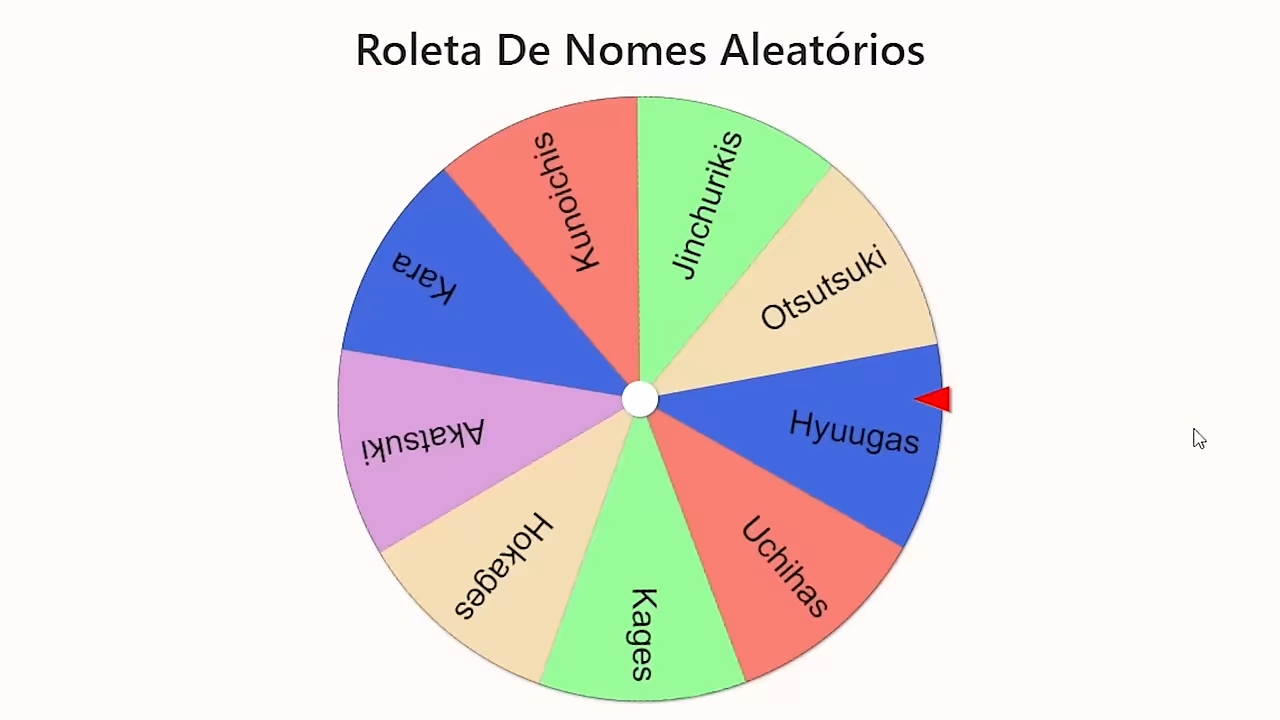 Roleta De Nomes Aleatórios
Jinchurikis
Otsutsuki
Hyuugas
Uchihas
Kages
Hokages
Akatsuki
Kara
Kunoichis